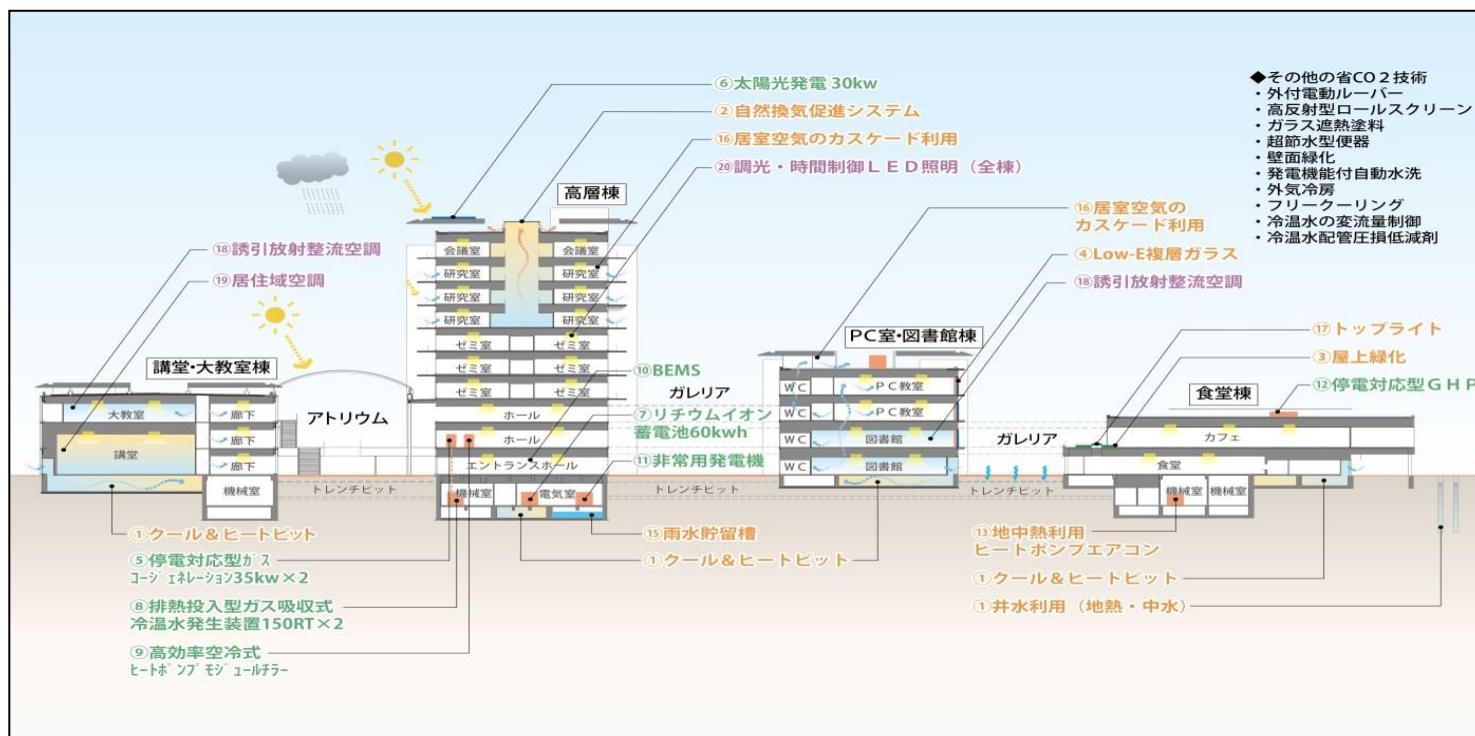 ⑥太陽光発電 30kw
②自然換気促進システム
⑯居室空気のカスケード利用
⑳調光・時間制御ＬＥＤ照明（全棟）
◆その他の省CO２技術
・外付電動ルーバー
・高反射型ロールスクリーン
・ガラス遮熱塗料
・超節水型便器
・壁面緑化
・発電機能付自動水洗
・外気冷房
・フリークーリング
・冷温水の変流量制御
・冷温水配管圧損低減剤
高層棟
⑯居室空気の
カスケード利用
④Low-E複層ガラス
⑱誘引放射整流空調
⑱誘引放射整流空調
⑲居住域空調
会議室
会議室
研究室
研究室
研究室
研究室
研究室
研究室
ゼミ室
ゼミ室
ゼミ室
ゼミ室
ゼミ室
ゼミ室
ホール
ホール
エントランスホール
機械室
電気室
講堂・大教室棟
大教室
講堂
廊下
廊下
廊下
機械室
アトリウム
トレンチピット
⑩BEMS
ガレリア
⑦リチウムイオン
蓄電池60kwh
⑪非常用発電機
トレンチピット
PC室・図書館棟
ＷＣ
ＰＣ教室
ＷＣ
ＰＣ教室
ＷＣ
図書館
ＷＣ
図書館
ガレリア
トレンチピット
⑰トップライト
③屋上緑化
⑫停電対応型ＧＨＰ
食堂棟
カフェ
食堂
機械室
機械室
①クール＆ヒートピット
⑤停電対応型ｶﾞｽ
ｺｰｼﾞｪﾈﾚｰｼｮﾝ35kw×2
⑧排熱投入型ガス吸収式
冷温水発生装置150RT×2
⑨高効率空冷式
ﾋｰﾄﾎﾟﾝﾌﾟﾓｼﾞｭｰﾙﾁﾗｰ
⑮雨水貯留槽
①クール＆ヒートピット
⑬地中熱利用
ヒートポンプエアコン
①クール＆ヒートピット
①井水利用（地熱・中水）